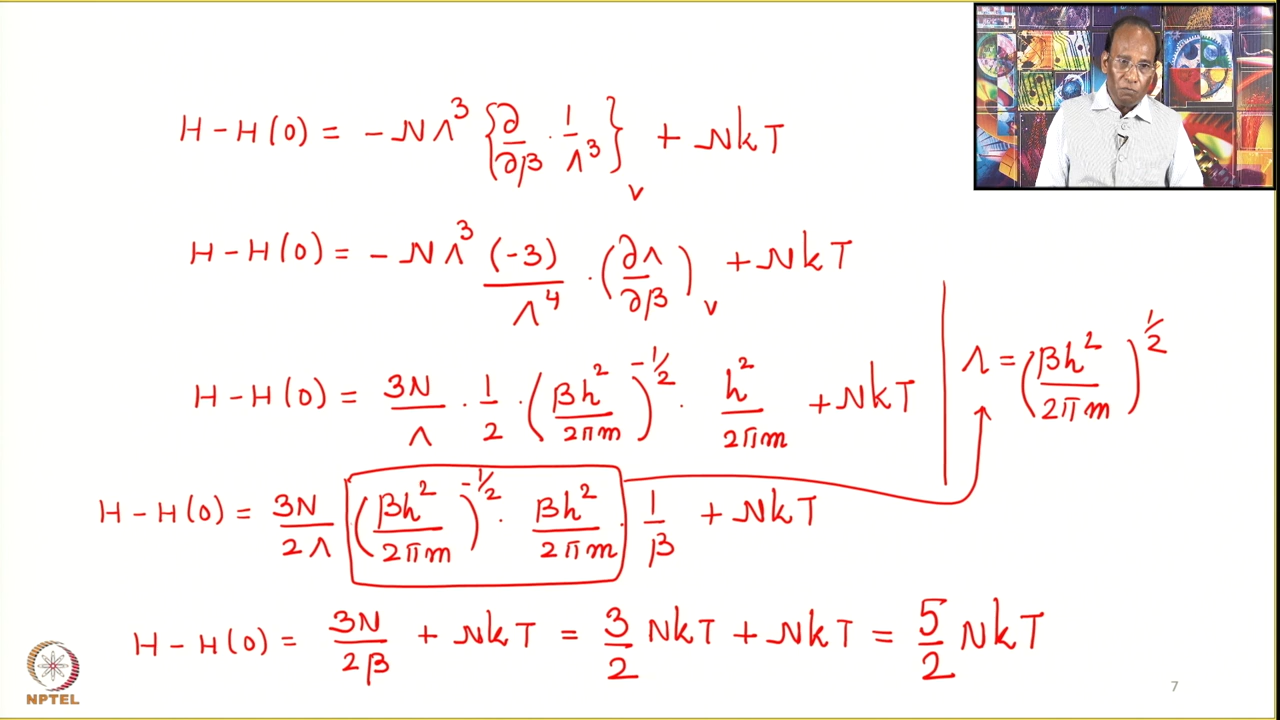 H - H(0) = - NΛ³ {∂/∂β · 1/Λ³}_V + NkT
H - H(0) = - NΛ³ (-3)/Λ⁴ · (∂Λ/∂β)_V + NkT
H - H(0) = 3N/Λ · 1/2 · (βh²/2πm)^(-1/2) · h²/2πm + NkT
Λ = (βh²/2πm)^(1/2)
H - H(0) = 3N/2Λ · (βh²/2πm)^(-1/2) · βh²/2πm · 1/β + NkT
H - H(0) = 3N/2β + NkT = 3/2 NkT + NkT = 5/2 NkT
NPTEL
7